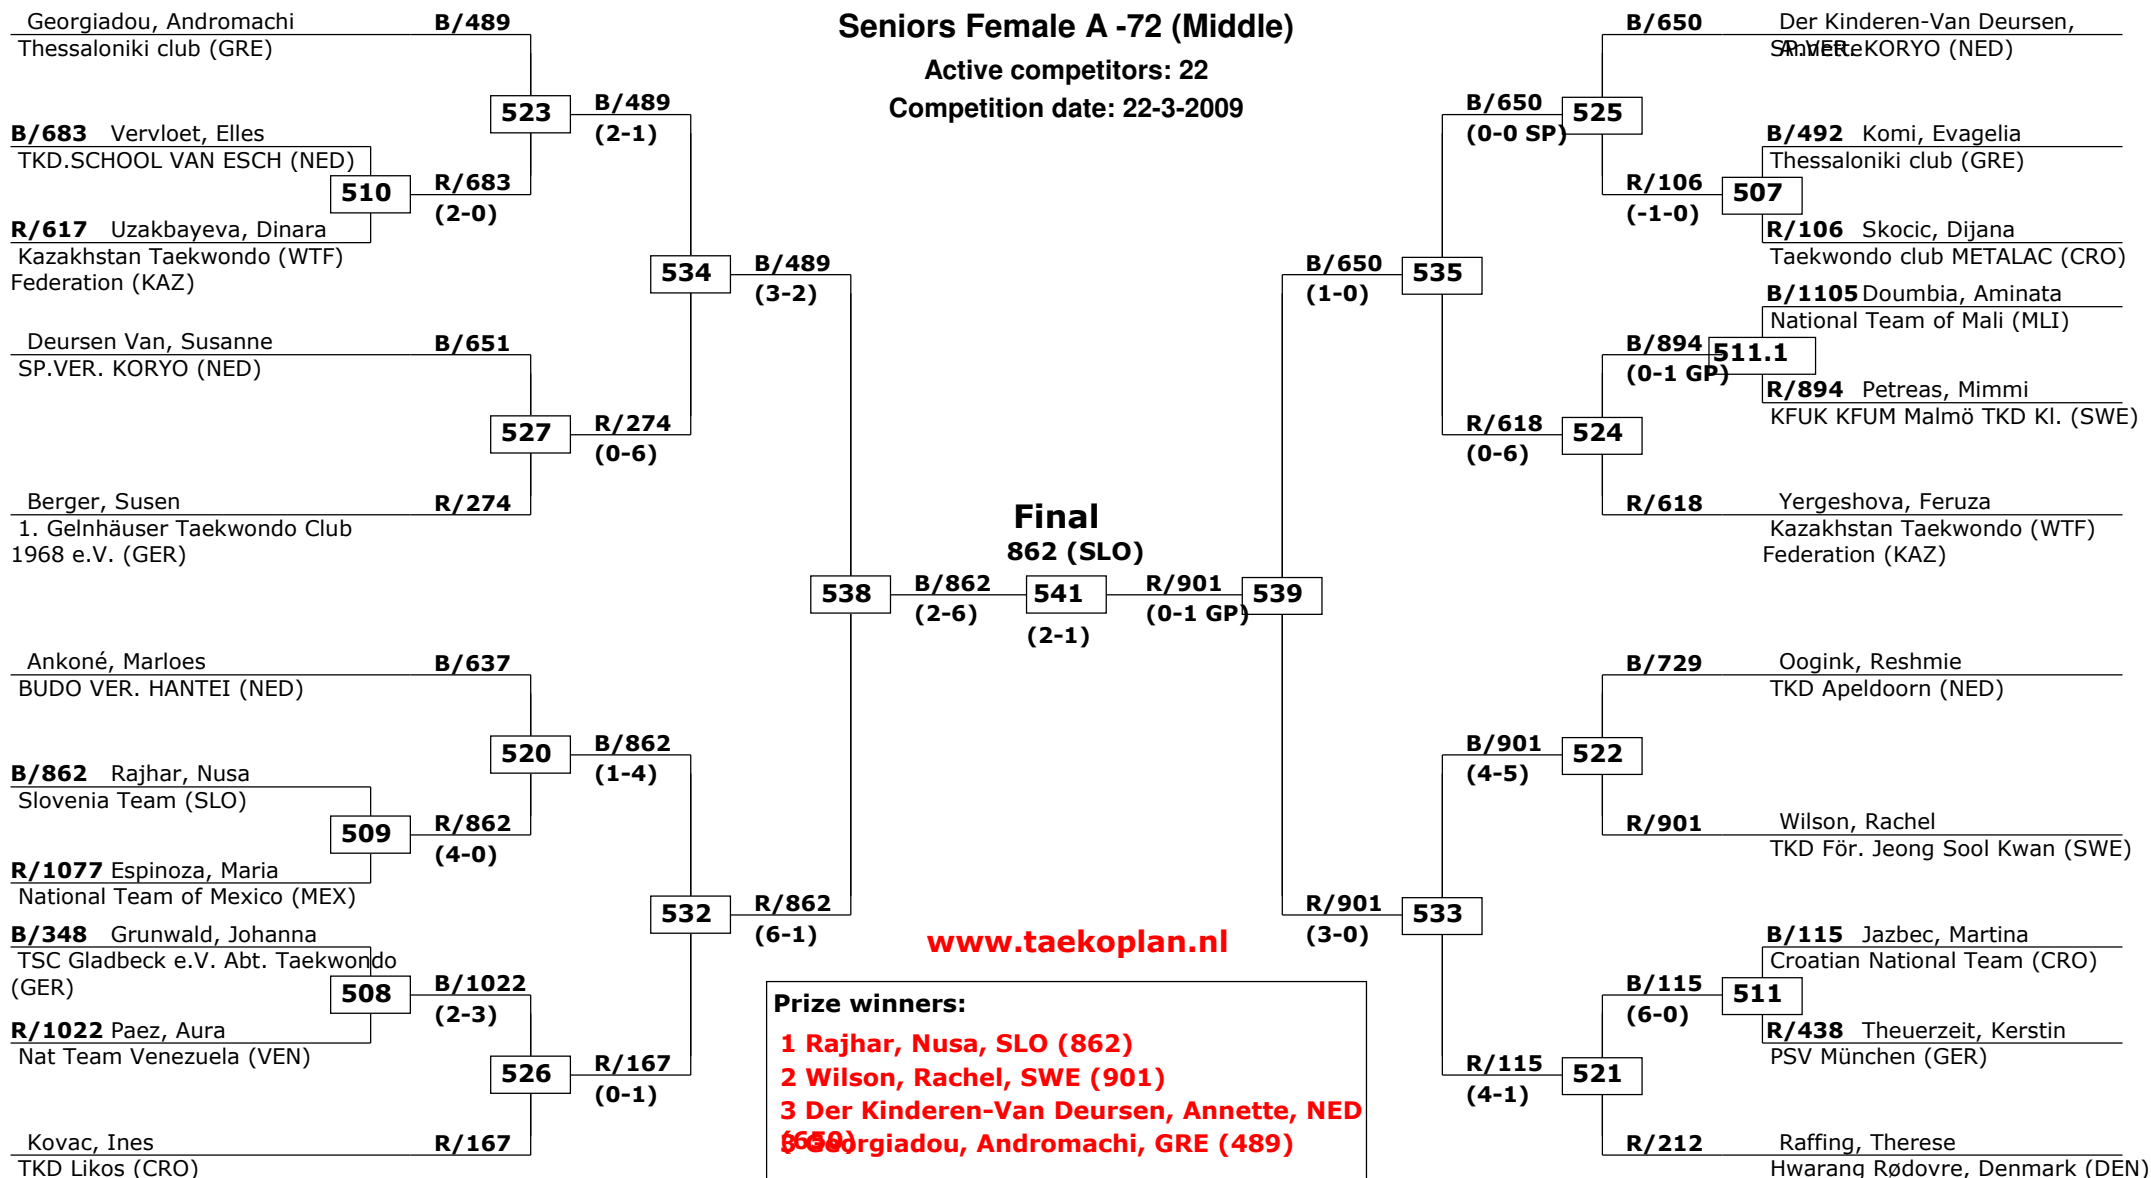 Seniors Female A -72 (Middle)
Active competitors: 22
Competition date: 22-3-2009
Georgiadou, Andromachi B/489
Thessaloniki club (GRE)
523 B/489
(2-1)
B/683 Vervloet, Elles
TKD.SCHOOL VAN ESCH (NED)
510 R/683
(2-0)
R/617 Uzakbayeva, Dinara
Kazakhstan Taekwondo (WTF)
Federation (KAZ)
534 B/489
(3-2)
Deursen Van, Susanne B/651
SP.VER. KORYO (NED)
527 R/274
(0-6)
Berger, Susen R/274
1. Gelnhäuser Taekwondo Club
1968 e.V. (GER)
538 B/862
(2-6)
Ankoné, Marloes B/637
BUDO VER. HANTEI (NED)
520 B/862
(1-4)
B/862 Rajhar, Nusa
Slovenia Team (SLO)
509 R/862
(4-0)
R/1077 Espinoza, Maria
National Team of Mexico (MEX)
532 R/862
(6-1)
B/348 Grunwald, Johanna
TSC Gladbeck e.V. Abt. Taekwondo
(GER)
508 B/1022
(2-3)
R/1022 Paez, Aura
Nat Team Venezuela (VEN)
526 R/167
(0-1)
Kovac, Ines R/167
TKD Likos (CRO)
Final
862 (SLO)
541
(2-1)
B/650 Der Kinderen-Van Deursen,
Annette
SP.VER. KORYO (NED)
B/650 525
(0-0 SP)
B/492 Komi, Evagelia
Thessaloniki club (GRE)
R/106 507
(-1-0)
R/106 Skocic, Dijana
Taekwondo club METALAC (CRO)
B/650 535
(1-0)
B/1105 Doumbia, Aminata
National Team of Mali (MLI)
B/894 511.1
(0-1 GP)
R/894 Petreas, Mimmi
KFUK KFUM Malmö TKD Kl. (SWE)
R/618 524
(0-6)
R/618 Yergeshova, Feruza
Kazakhstan Taekwondo (WTF)
Federation (KAZ)
R/901 539
(0-1 GP)
B/729 Oogink, Reshmie
TKD Apeldoorn (NED)
B/901 522
(4-5)
R/901 Wilson, Rachel
TKD För. Jeong Sool Kwan (SWE)
R/901 533
(3-0)
B/115 Jazbec, Martina
Croatian National Team (CRO)
B/115 511
(6-0)
R/438 Theuerzeit, Kerstin
PSV München (GER)
R/115 521
(4-1)
R/212 Raffing, Therese
Hwarang Rødovre, Denmark (DEN)
www.taekoplan.nl
Prize winners:
1 Rajhar, Nusa, SLO (862)
2 Wilson, Rachel, SWE (901)
3 Der Kinderen-Van Deursen, Annette, NED
(650)
3 Georgiadou, Andromachi, GRE (489)